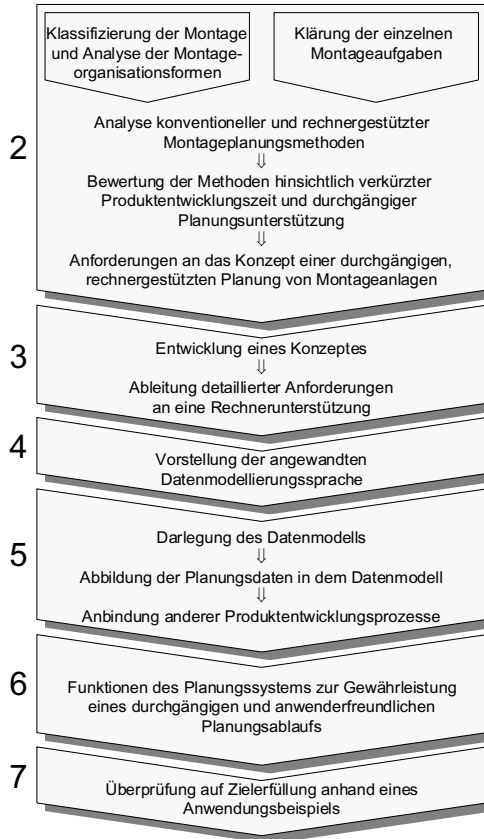 Klassifizierung der Montage
und Analyse der Montage-
organisationsformen
Klärung der einzelnen
Montageaufgaben
2
Analyse konventioneller und rechnergestützter
Montageplanungsmethoden
⇓
Bewertung der Methoden hinsichtlich verkürzter
Produktentwicklungszeit und durchgängiger
Planungsunterstützung
⇓
Anforderungen an das Konzept einer durchgängigen,
rechnergestützten Planung von Montageanlagen
3
Entwicklung eines Konzeptes
⇓
Ableitung detaillierter Anforderungen
an eine Rechnerunterstützung
4
Vorstellung der angewandten
Datenmodellierungssprache
5
Darlegung des Datenmodells
⇓
Abbildung der Planungsdaten in dem Datenmodell
⇓
Anbindung anderer Produktentwicklungsprozesse
6
Funktionen des Planungssystems zur Gewährleistung
eines durchgängigen und anwenderfreundlichen
Planungsablaufs
7
Überprüfung auf Zielerfüllung anhand eines
Anwendungsbeispiels